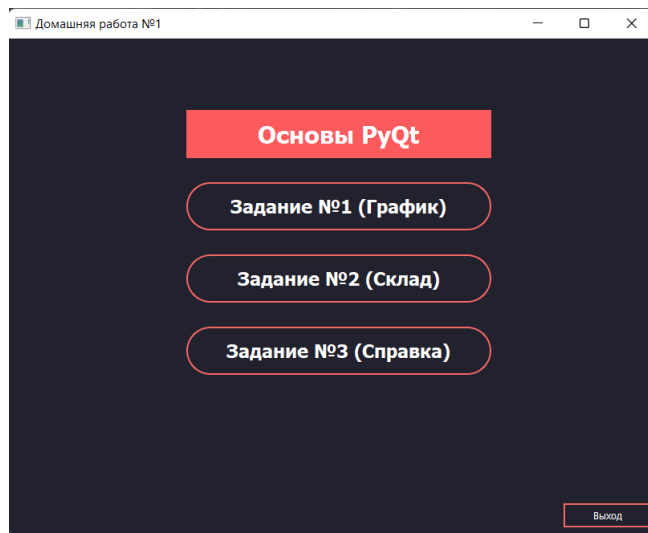 Домашняя работа №1
Основы PyQt
Задание №1 (График)
Задание №2 (Склад)
Задание №3 (Справка)
Выход